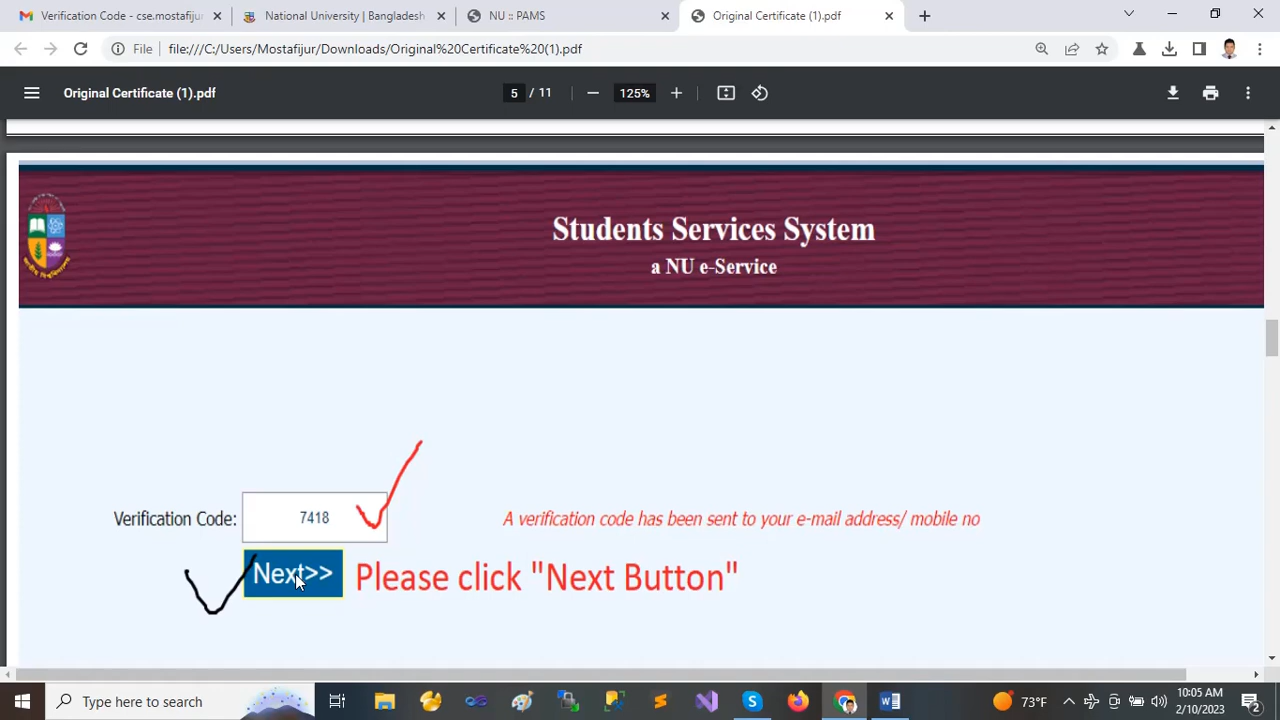 Verification Code - cse.mostafijur
National University | Bangladesh
NU :: PAMS
Original Certificate (1).pdf
File
file:///C:/Users/Mostafijur/Downloads/Original%20Certificate%20(1).pdf
Original Certificate (1).pdf
5 / 11
125%
Students Services System
a NU e-Service
Verification Code:
7418
A verification code has been sent to your e-mail address/ mobile no
Next>>
Please click "Next Button"
Type here to search
73°F
10:05 AM
2/10/2023
2